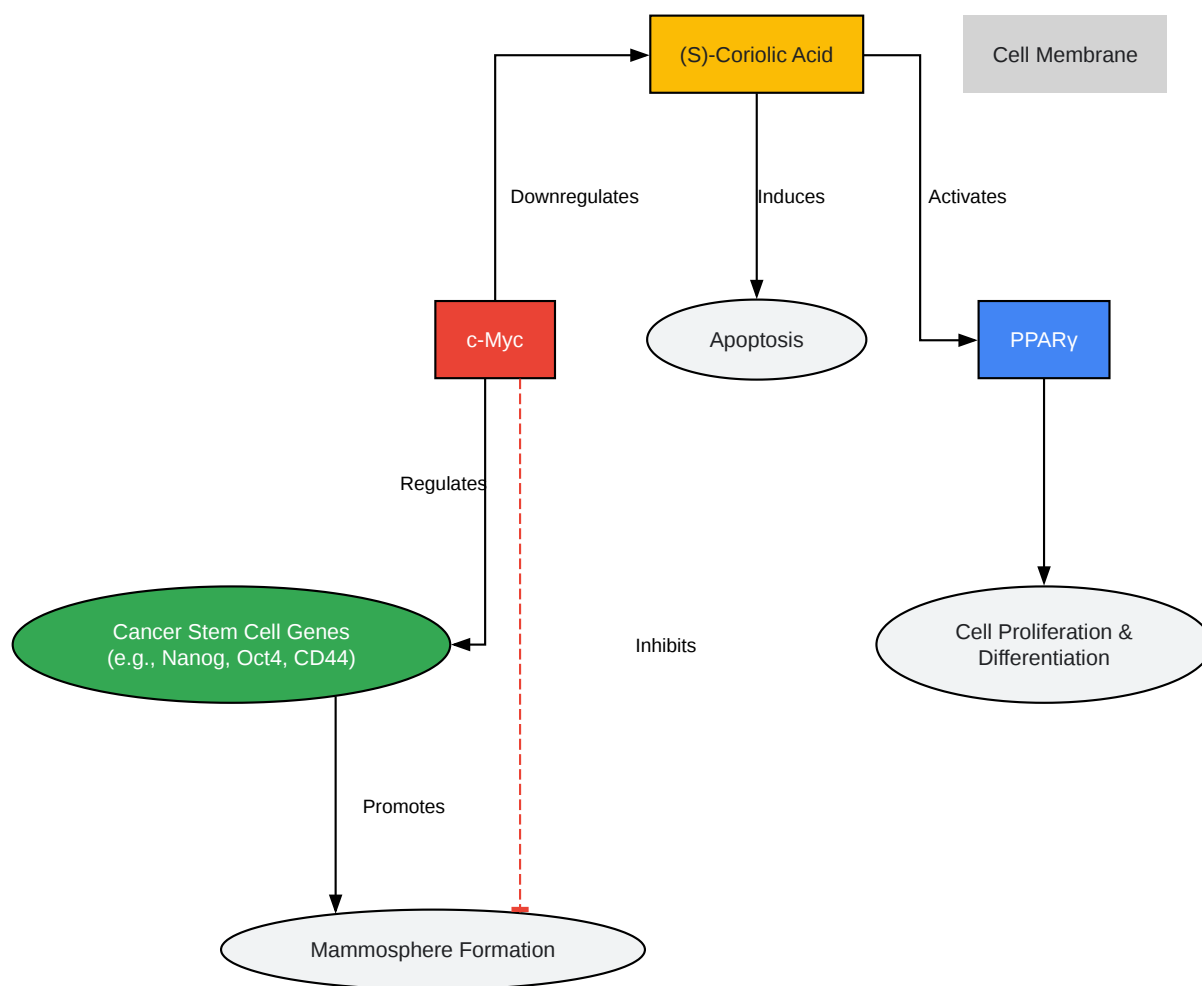 (S)-Coriolic Acid
Cell Membrane
Downregulates
Induces
Activates
c-Myc
Apoptosis
PPARγ
Regulates
Cancer Stem Cell Genes
(e.g., Nanog, Oct4, CD44)
Inhibits
Cell Proliferation &
Differentiation
Promotes
Mammosphere Formation